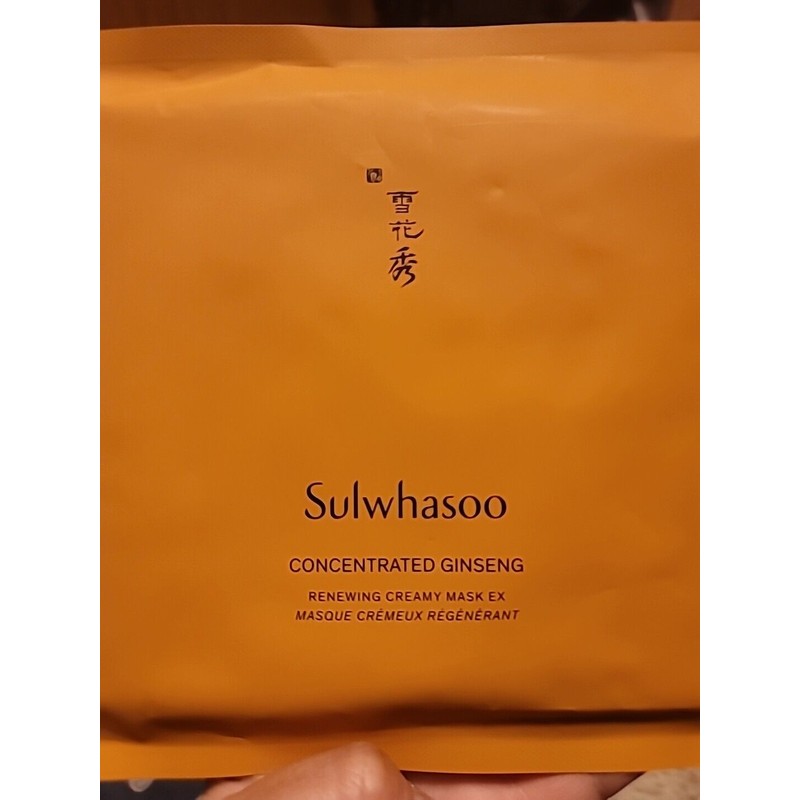 雪花秀
Sulwhasoo
CONCENTRATED GINSENG
RENEWING CREAMY MASK EX
MASQUE CRÉMEUX RÉGÉNÉRANT